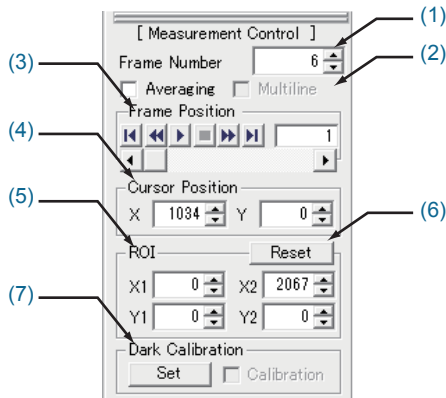 [ Measurement Control ]
(1)
Frame Number 6
(2)
Averaging Multiline
(3)
Frame Position
1
(4)
Cursor Position
X 1034 Y 0
(5)
(6)
ROI Reset
X1 0 X2 2067
Y1 0 Y2 0
(7)
Dark Calibration
Set Calibration